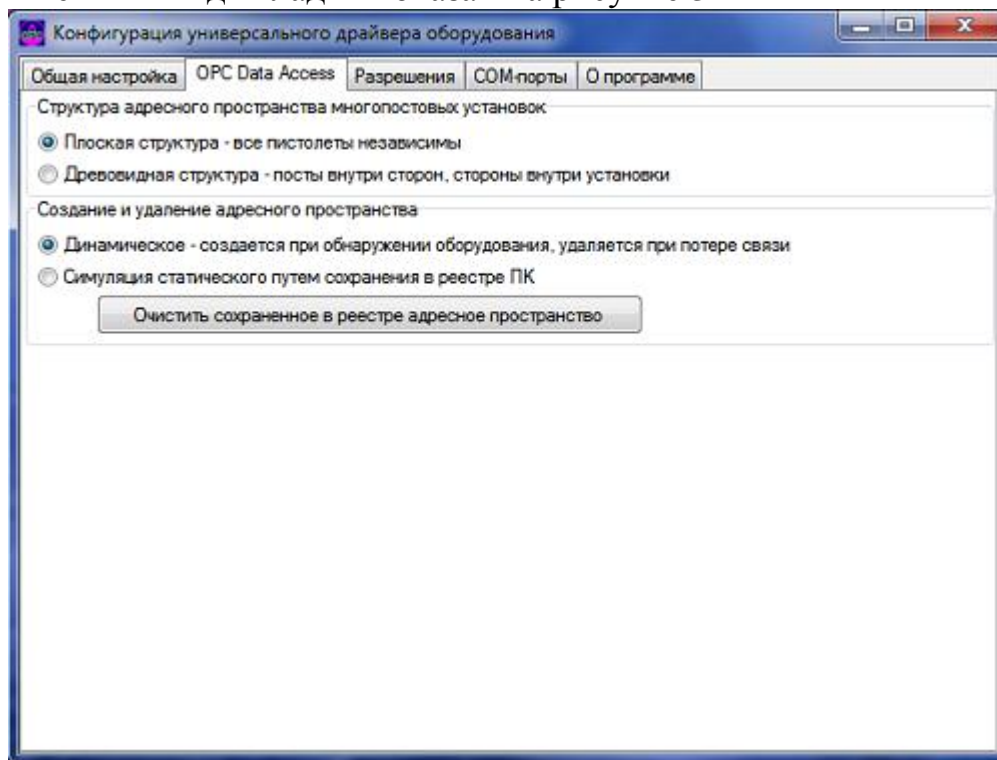 Конфигурация универсального драйвера оборудования
Общая настройка OPC Data Access Разрешения COM-порты О программе
Структура адресного пространства многопостовых установок
Плоская структура - все пистолеты независимы
Древовидная структура - посты внутри сторон, стороны внутри установки
Создание и удаление адресного пространства
Динамическое - создается при обнаружении оборудования, удаляется при потере связи
Симуляция статического путем сохранения в реестре ПК
Очистить сохраненное в реестре адресное пространство